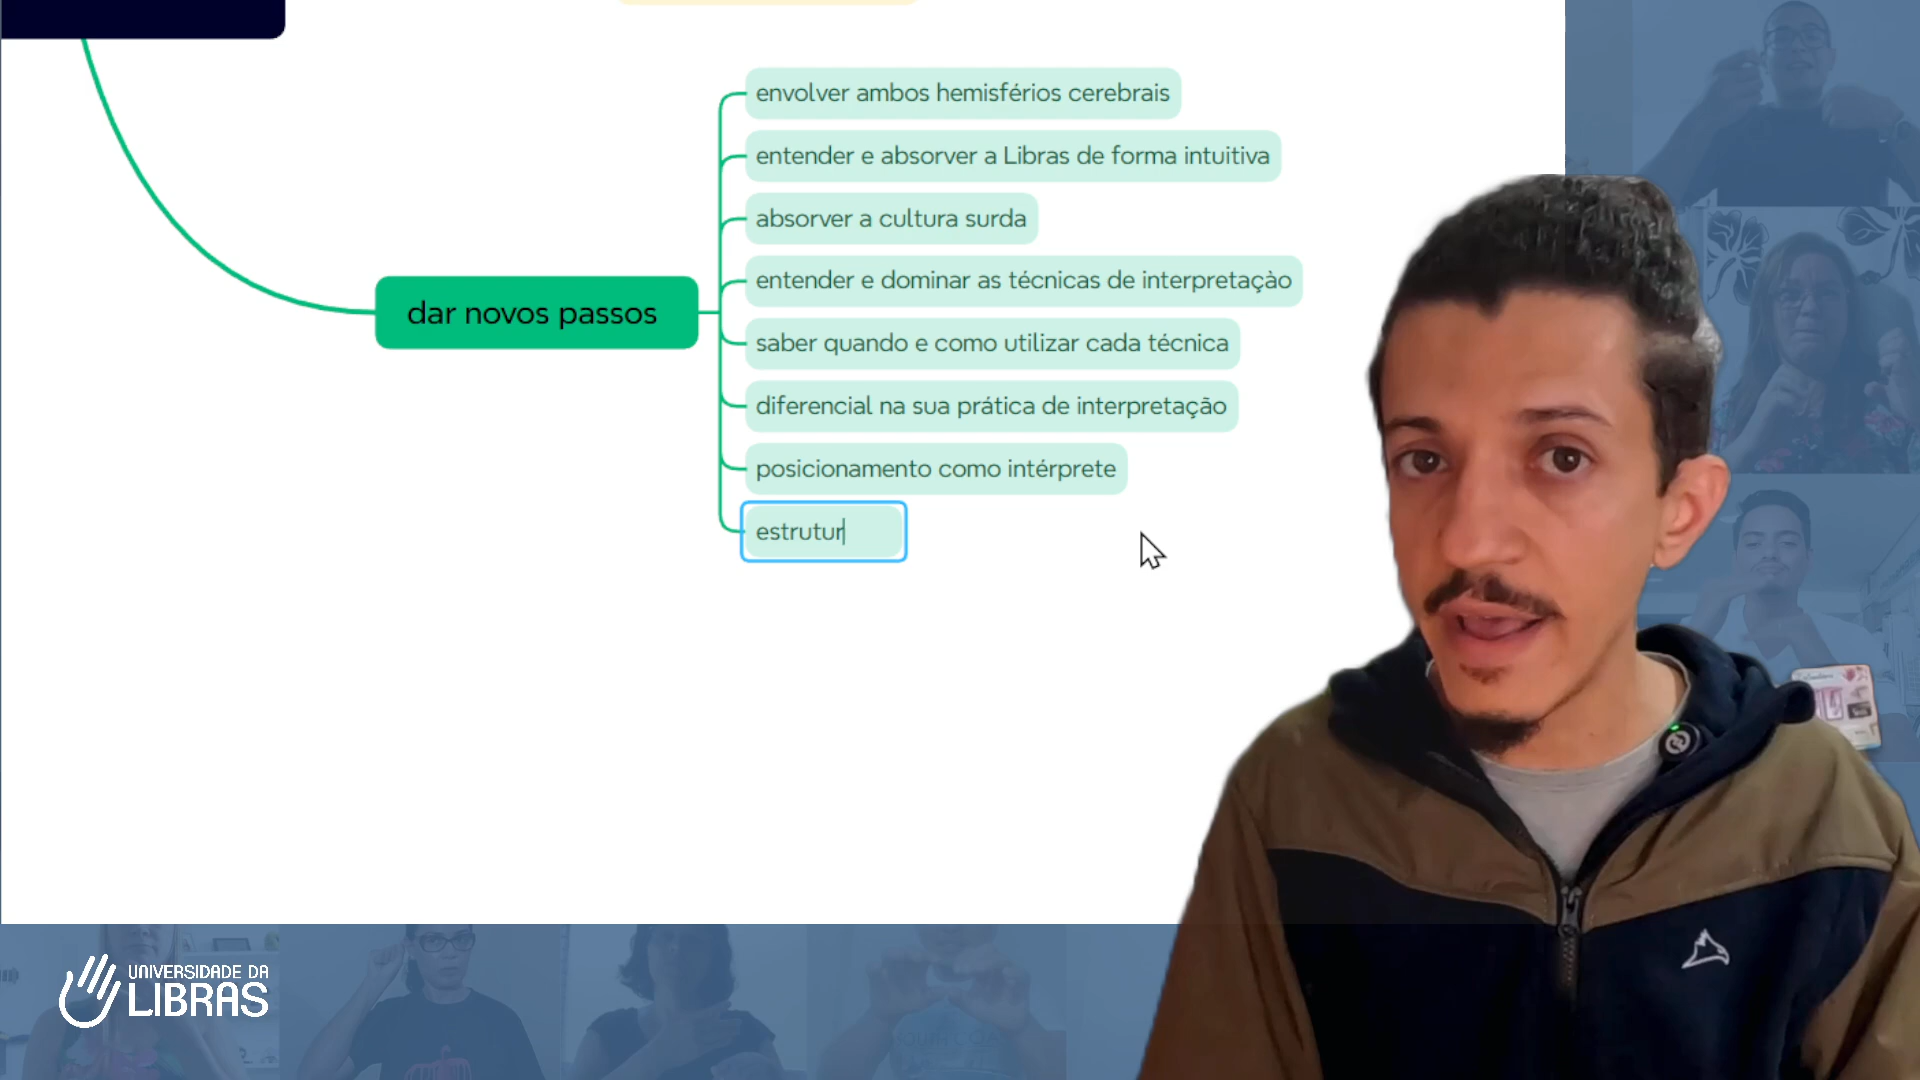 envolver ambos hemisférios cerebrais
entender e absorver a Libras de forma intuitiva
absorver a cultura surda
entender e dominar as técnicas de interpretaçào
dar novos passos
saber quando e como utilizar cada técnica
diferencial na sua prática de interpretação
posicionamento como intérprete
estrutur
UNIVERSIDADE DA
LIBRAS